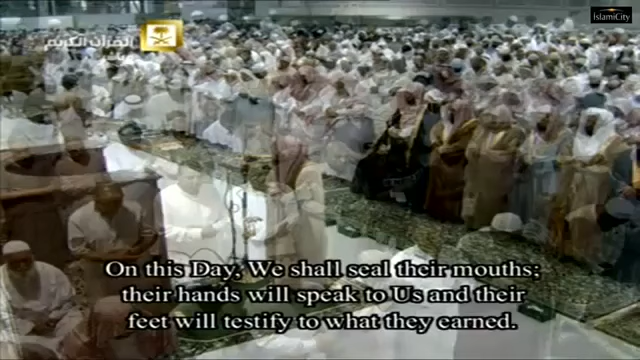 القرآن الكريم
مباشر
IslamiCity
On this Day, We shall seal their mouths;
their hands will speak to Us and their
feet will testify to what they earned.